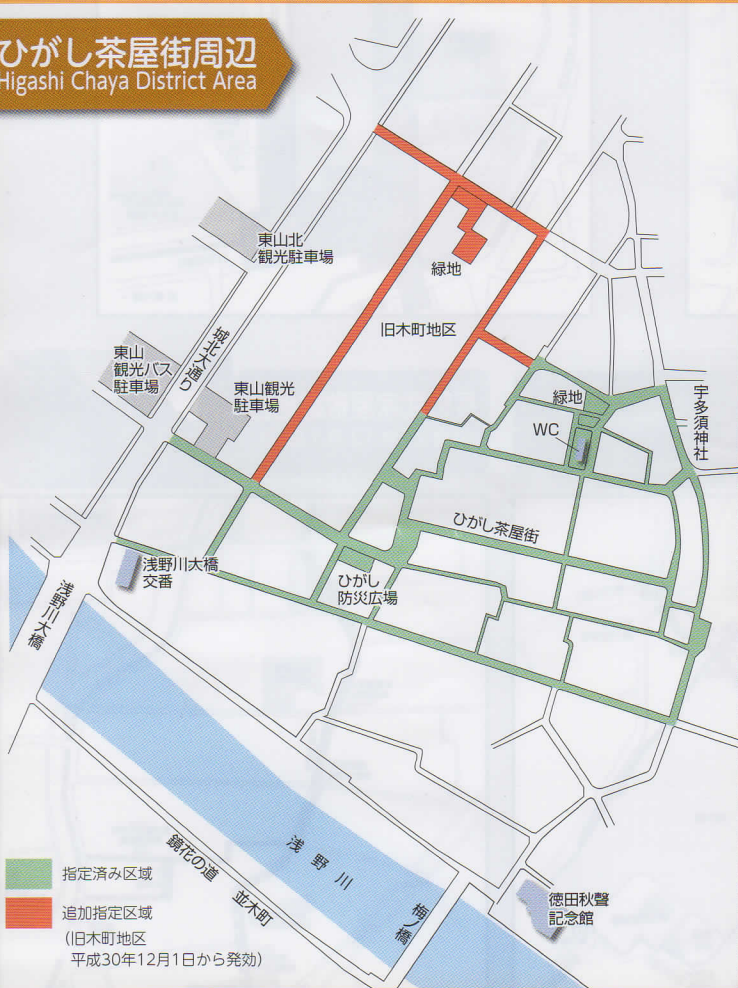 ひがし茶屋街周辺
Higashi Chaya District Area
東山北
観光駐車場
緑地
旧木町地区
城北大通り
東山
観光バス
駐車場
東山観光
駐車場
緑地
宇多須神社
WC
ひがし茶屋街
浅野川大橋
交番
ひがし
防災広場
浅野川大橋
鏡花の道
並木町
浅野川
梅ノ橋
徳田秋聲
記念館
指定済み区域
追加指定区域
(旧木町地区
平成30年12月1日から発効)